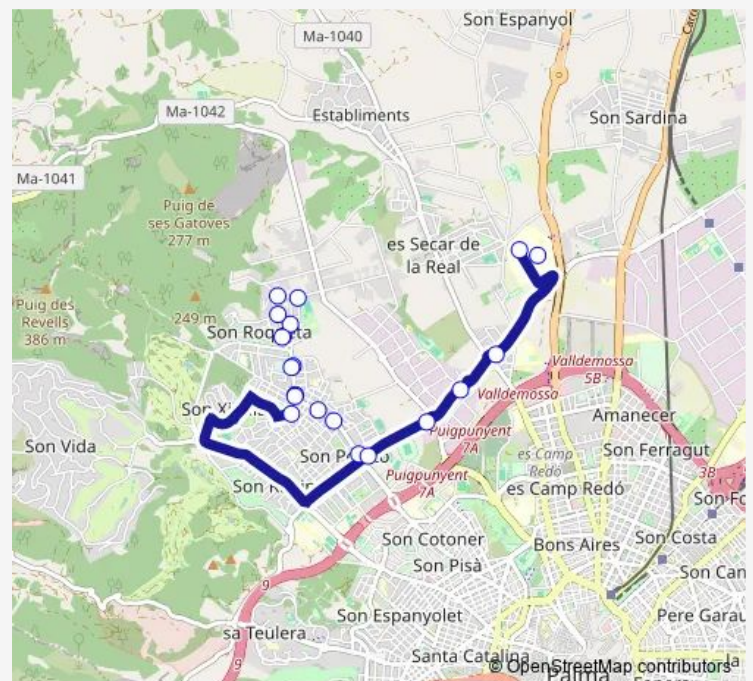 Son Espanyol
Ma-1040
Ma-1042
Establiments
Son Sardina
Ma-1041
Puig de
ses Gatoves
277 m
es Secar de
la Real
Puig des
Revells
386 m
249 m
Son Roqueta
Valldemossa
5B
Valldemossa
Amanecer
Son Vida
Puigpunyent
7A
es Camp
Redó
Son Ferragut
3B
Puigpunyent
7A
es Camp Redó
Son Cotoner
Bons Aires
Son Costa
Son Pisà
Son Can
9
Son Espanyolet
Pere Garau
sa Teulera
9
Santa Catalina
© OpenStreetMap contributors
Palma